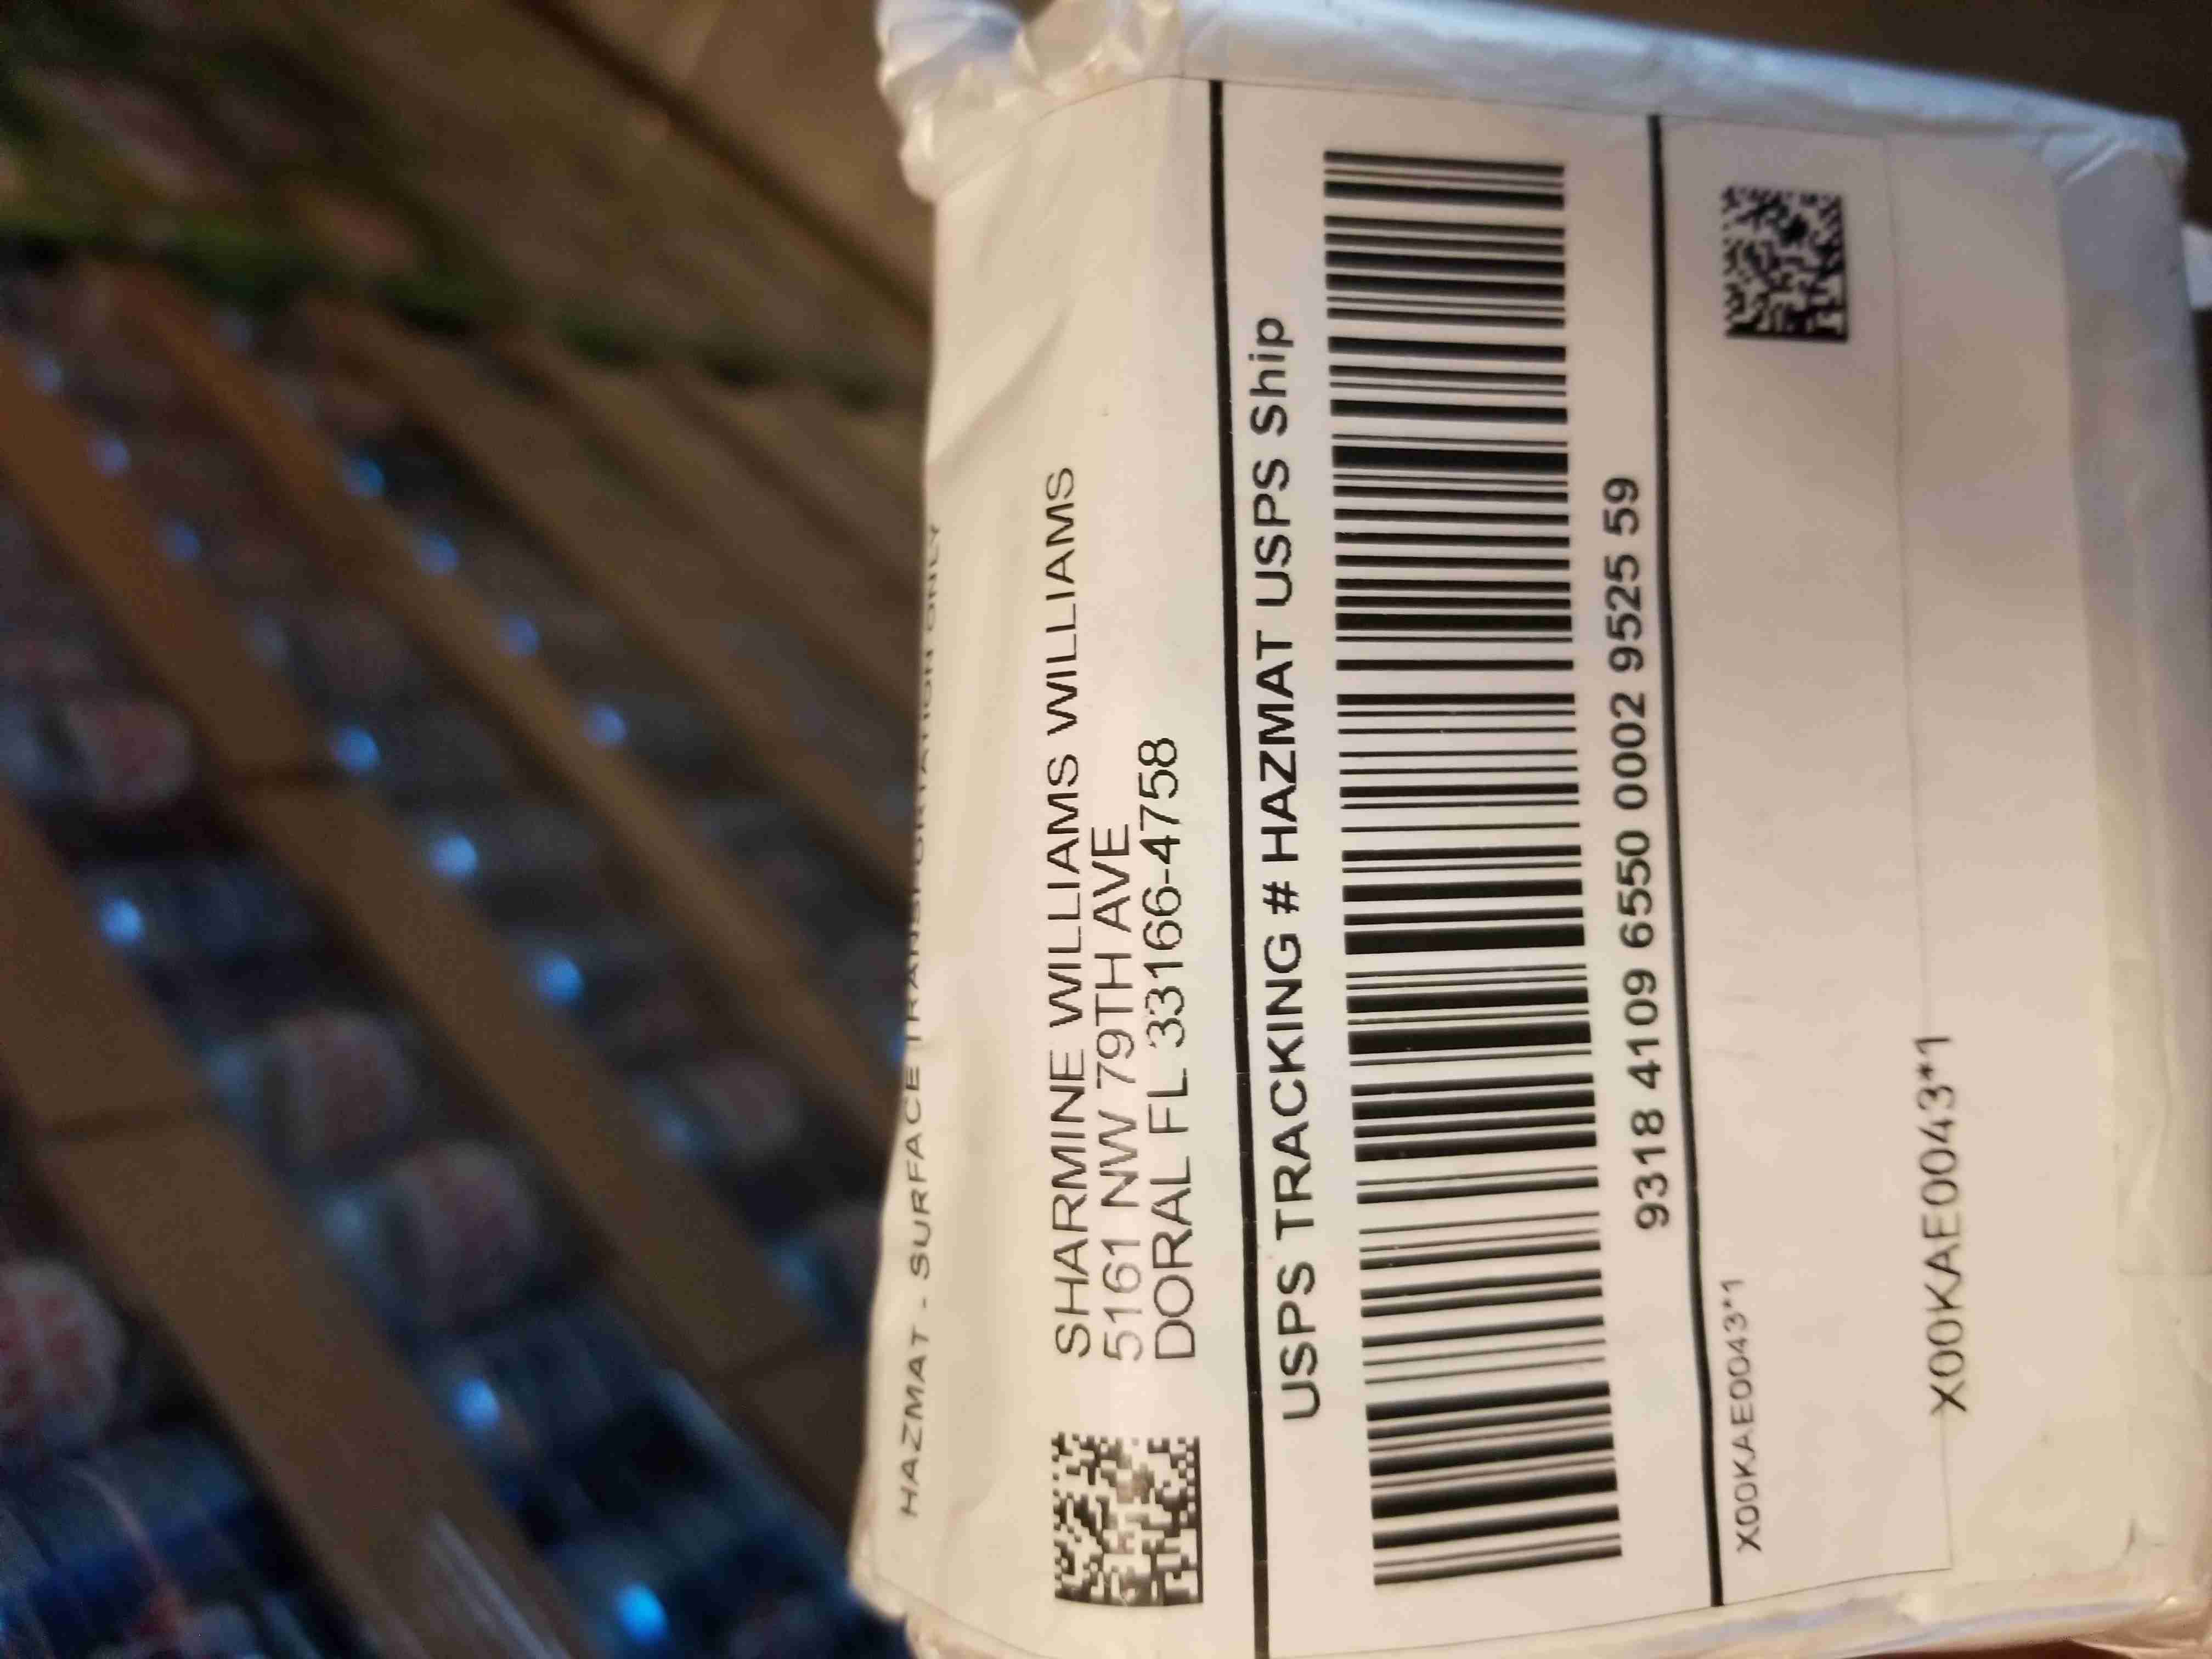 HAZMAT - SURFACE TRANSPORTATION ONLY
SHARMINE WILLIAMS WILLIAMS
5161 NW 79TH AVE
DORAL FL 33166-4758
USPS TRACKING # HAZMAT USPS Ship
9318 4109 6550 0002 9525 59
X00KAE0043*1
X00KAE0043*1